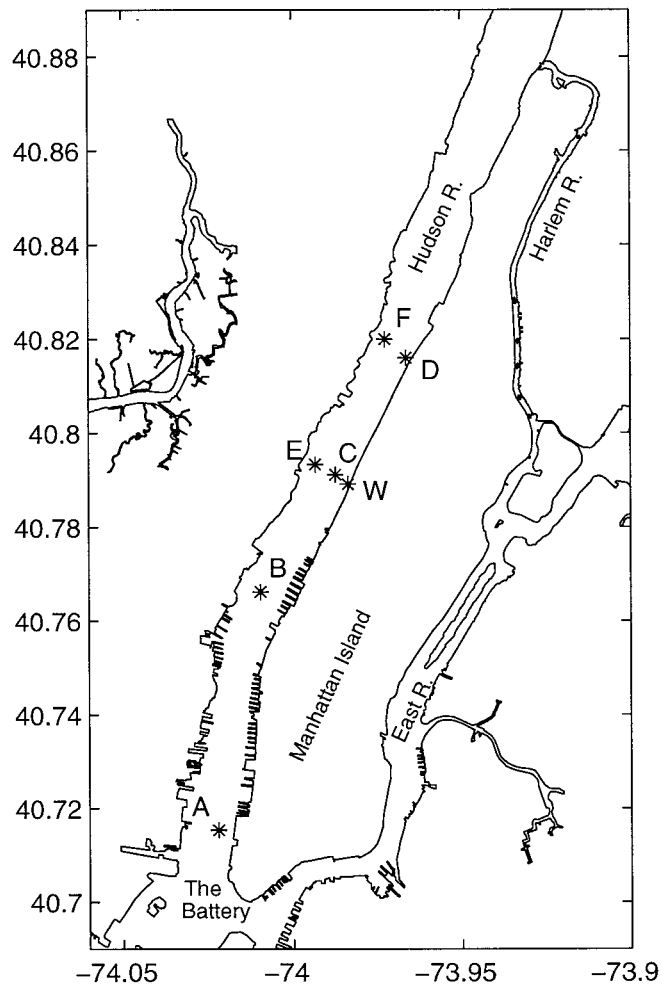 40.88
40.86
40.84
40.82
40.8
40.78
40.76
40.74
40.72
40.7
Hudson R.
Harlem R.
F
D
E
C
W
B
Manhattan Island
East R.
A
The
Battery
−74.05
−74
−73.95
−73.9